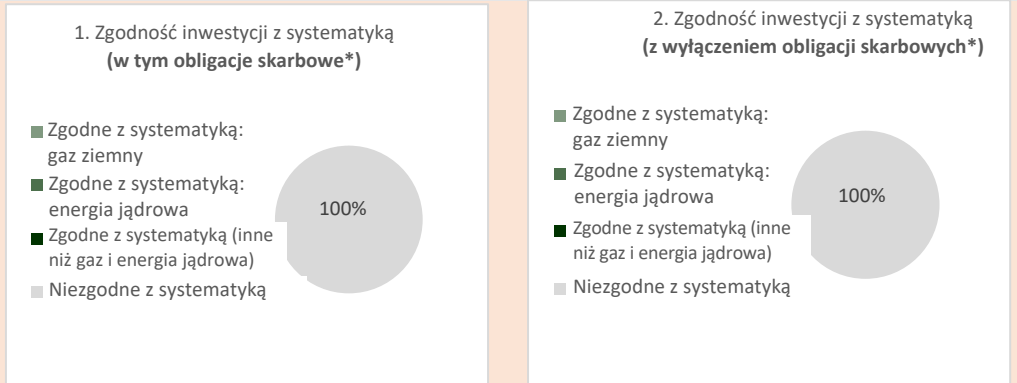 1. Zgodność inwestycji z systematyką
(w tym obligacje skarbowe*)
Zgodne z systematyką:
gaz ziemny
Zgodne z systematyką:
energia jądrowa
Zgodne z systematyką (inne
niż gaz i energia jądrowa)
Niezgodne z systematyką
100%
2. Zgodność inwestycji z systematyką
(z wyłączeniem obligacji skarbowych*)
Zgodne z systematyką:
gaz ziemny
Zgodne z systematyką:
energia jądrowa
Zgodne z systematyką (inne
niż gaz i energia jądrowa)
Niezgodne z systematyką
100%